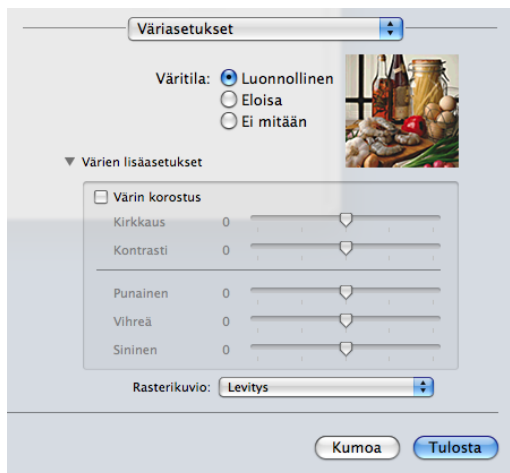 Väriasetukset
Väritila: Luonnollinen
Eloisa
Ei mitään
Värien lisäasetukset
Värin korostus
Kirkkaus 0
Kontrasti 0
Punainen 0
Vihreä 0
Sininen 0
Rasterikuvio: Levitys
Kumoa Tulosta